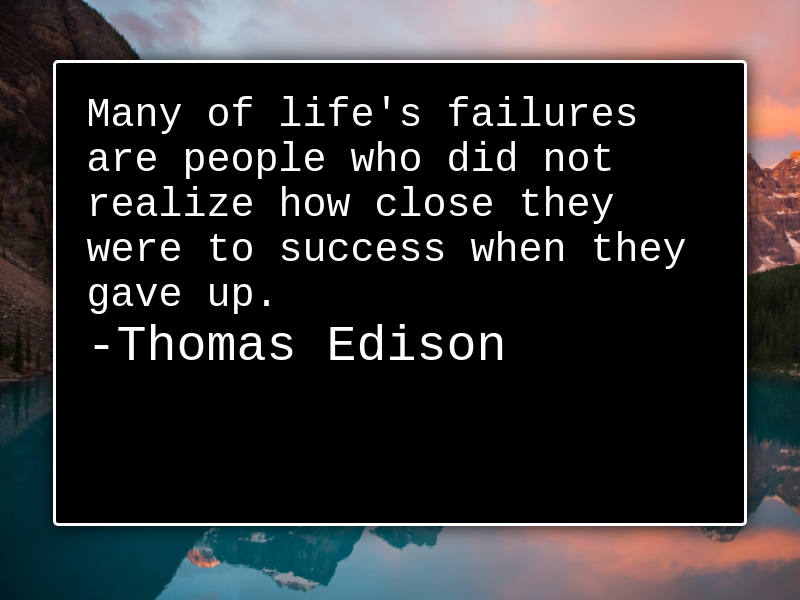 Many of life's failures
are people who did not
realize how close they
were to success when they
gave up.
-Thomas Edison